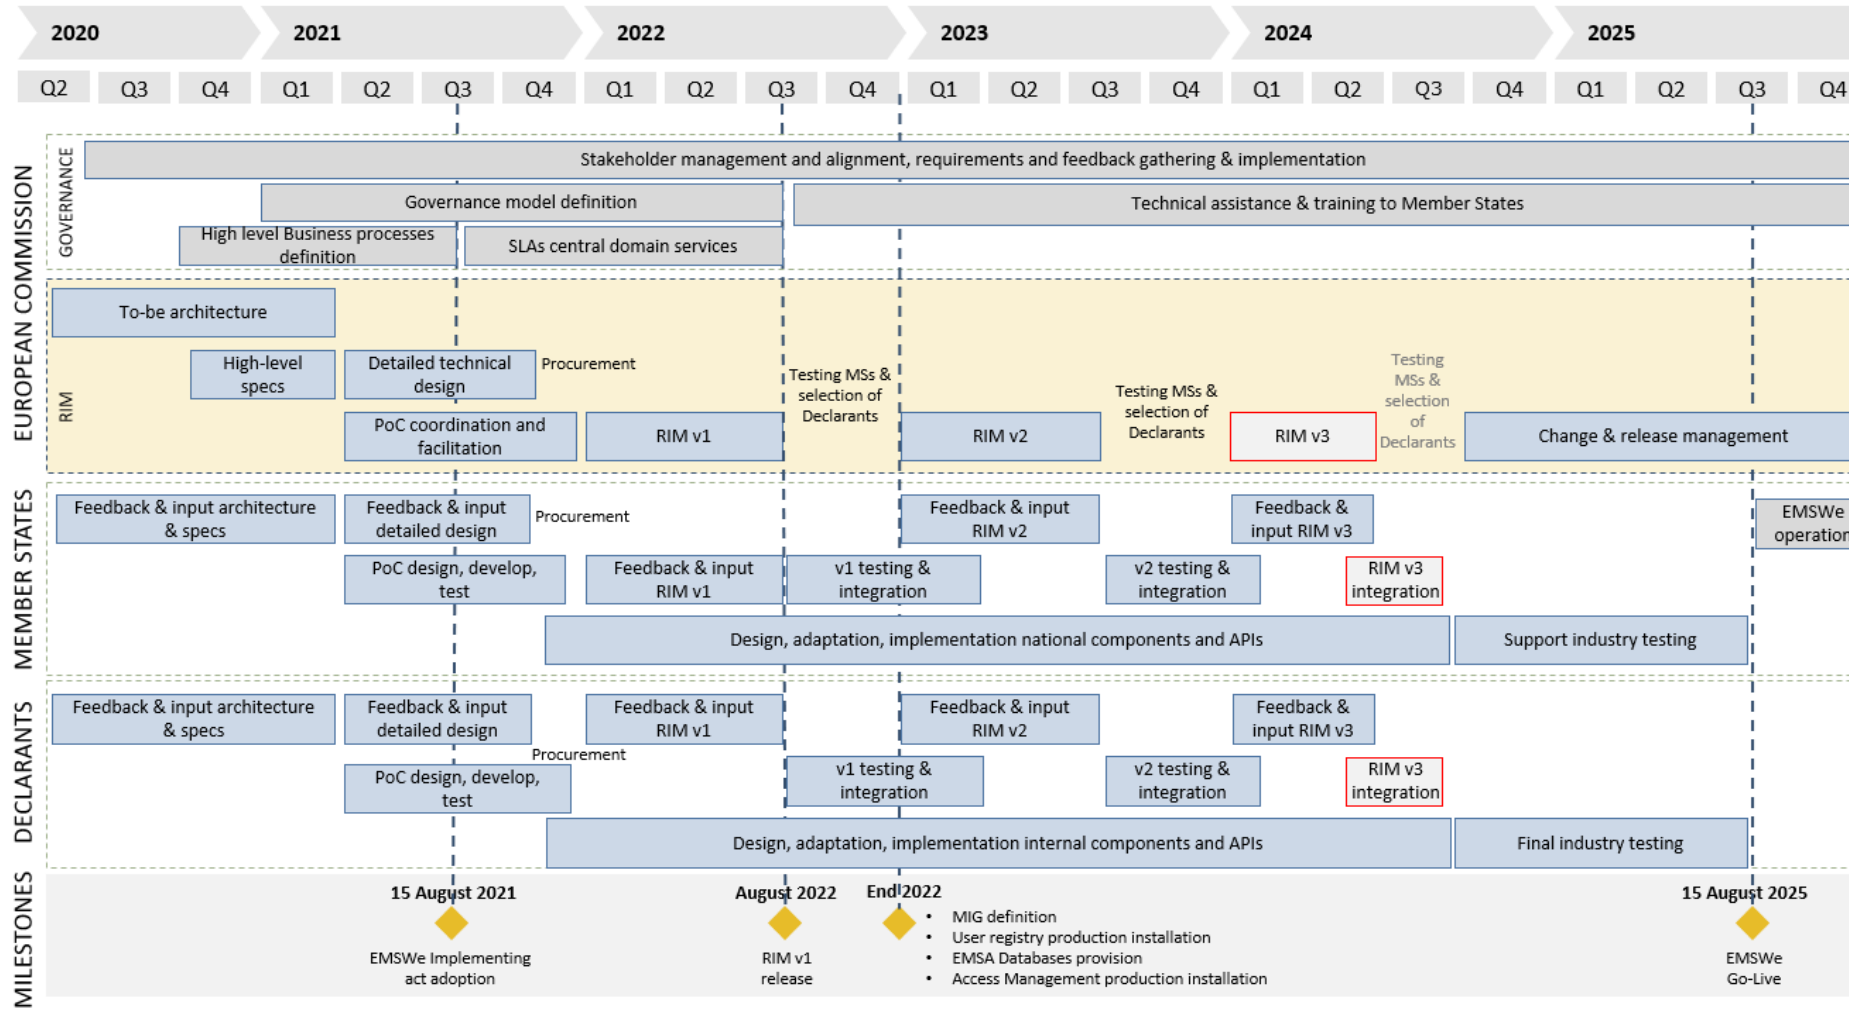 2020
2021
2022
2023
2024
2025
Q2
Q3
Q4
Q1
Q2
Q3
Q4
Q1
Q2
Q3
Q4
Q1
Q2
Q3
Q4
Q1
Q2
Q3
Q4
Q1
Q2
Q3
Q4
EUROPEAN COMMISSION
GOVERNANCE
Stakeholder management and alignment, requirements and feedback gathering & implementation
Governance model definition
Technical assistance & training to Member States
High level Business processes
definition
SLAs central domain services
RIM
To-be architecture
High-level
specs
Detailed technical
design
Procurement
PoC coordination and
facilitation
RIM v1
Testing MSs &
selection of
Declarants
RIM v2
Testing MSs &
selection of
Declarants
RIM v3
Testing
MSs &
selection
of
Declarants
Change & release management
MEMBER STATES
Feedback & input architecture
& specs
Feedback & input
detailed design
Procurement
Feedback & input
RIM v2
Feedback &
input RIM v3
EMSWe
operation
PoC design, develop,
test
Feedback & input
RIM v1
v1 testing &
integration
v2 testing &
integration
RIM v3
integration
Design, adaptation, implementation national components and APIs
Support industry testing
DECLARANTS
Feedback & input architecture
& specs
Feedback & input
detailed design
Feedback & input
RIM v1
Feedback & input
RIM v2
Feedback &
input RIM v3
Procurement
PoC design, develop,
test
v1 testing &
integration
v2 testing &
integration
RIM v3
integration
Design, adaptation, implementation internal components and APIs
Final industry testing
MILESTONES
15 August 2021
EMSWe Implementing
act adoption
August 2022
RIM v1
release
End 2022
• MIG definition
• User registry production installation
• EMSA Databases provision
• Access Management production installation
15 August 2025
EMSWe
Go-Live